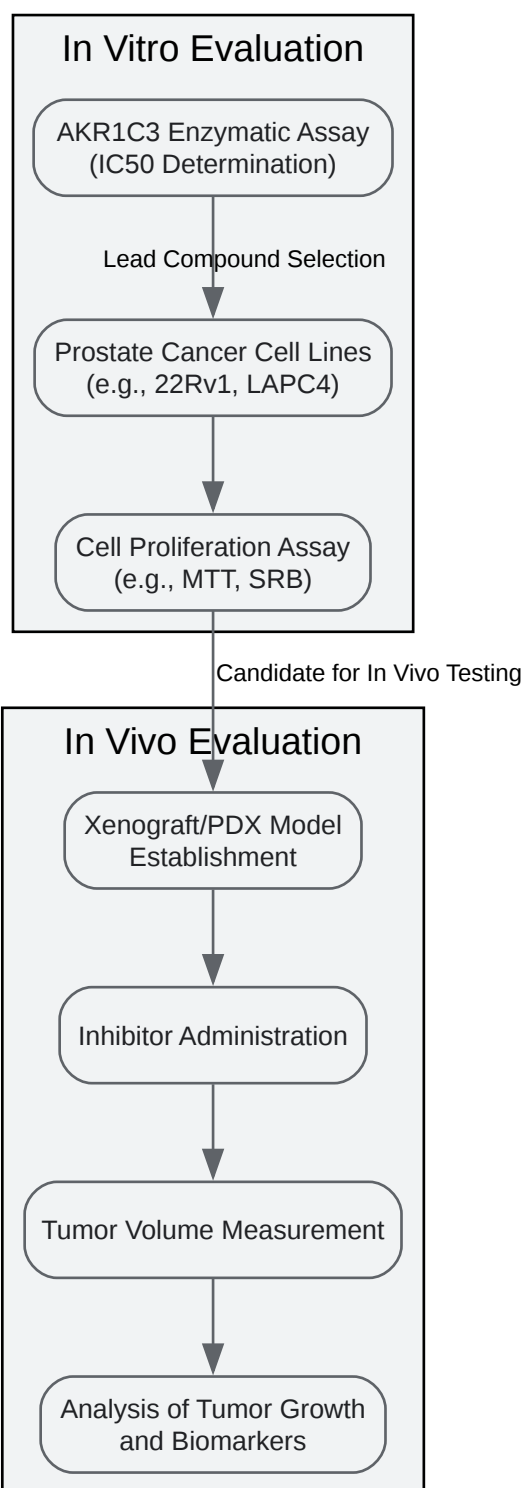 In Vitro Evaluation
AKR1C3 Enzymatic Assay
(IC50 Determination)
Lead Compound Selection
Prostate Cancer Cell Lines
(e.g., 22Rv1, LAPC4)
Cell Proliferation Assay
(e.g., MTT, SRB)
Candidate for In Vivo Testing
In Vivo Evaluation
Xenograft/PDX Model
Establishment
Inhibitor Administration
Tumor Volume Measurement
Analysis of Tumor Growth
and Biomarkers